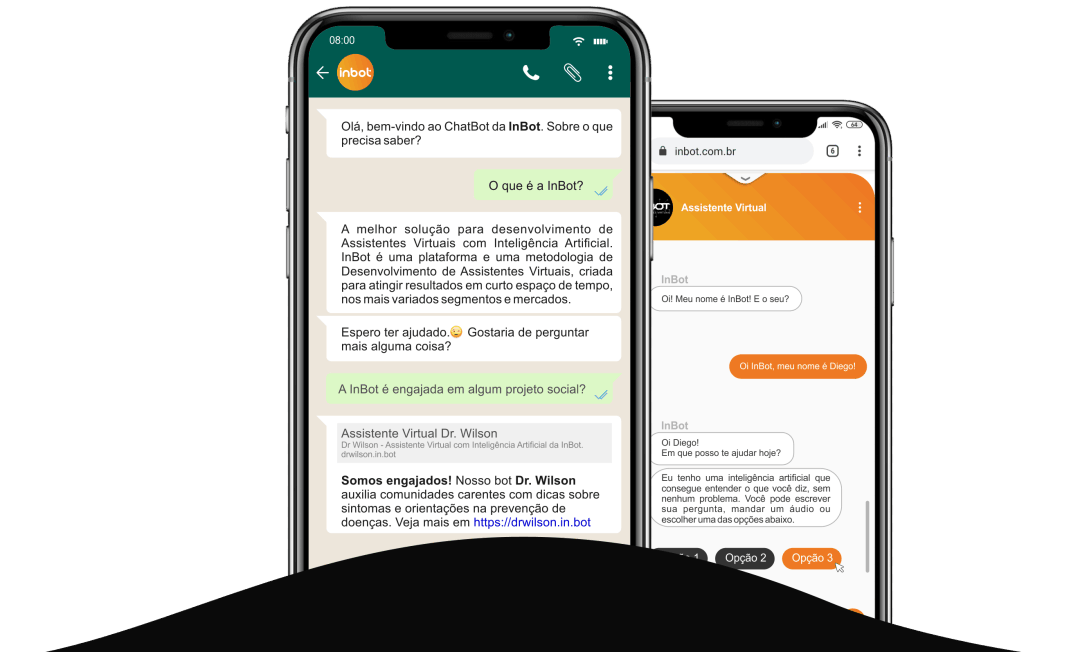 08:00
Inbot
Olá, bem-vindo ao ChatBot da InBot. Sobre o que
precisa saber?
O que é a InBot?
A melhor solução para desenvolvimento de
Assistentes Virtuais com Inteligência Artificial.
InBot é uma plataforma e uma metodologia de
Desenvolvimento de Assistentes Virtuais, criada
para atingir resultados em curto espaço de tempo,
nos mais variados segmentos e mercados.
Espero ter ajudado.😉 Gostaria de perguntar
mais alguma coisa?
A InBot é engajada em algum projeto social?
Assistente Virtual Dr. Wilson
Dr Wilson - Assistente Virtual com Inteligência Artificial da InBot.
drwilson.in.bot
Somos engajados! Nosso bot Dr. Wilson
auxilia comunidades carentes com dicas sobre
sintomas e orientações na prevenção de
doenças. Veja mais em https://drwilson.in.bot
64
inbot.com.br
6
Assistente Virtual
InBot
Oi! Meu nome é InBot! E o seu?
Oi InBot, meu nome é Diego!
InBot
Oi Diego!
Em que posso te ajudar hoje?
Eu tenho uma inteligência artificial que
consegue entender o que você diz, sem
nenhum problema. Você pode escrever
sua pergunta, mandar um áudio ou
escolher uma das opções abaixo.
Opção 2
Opção 3